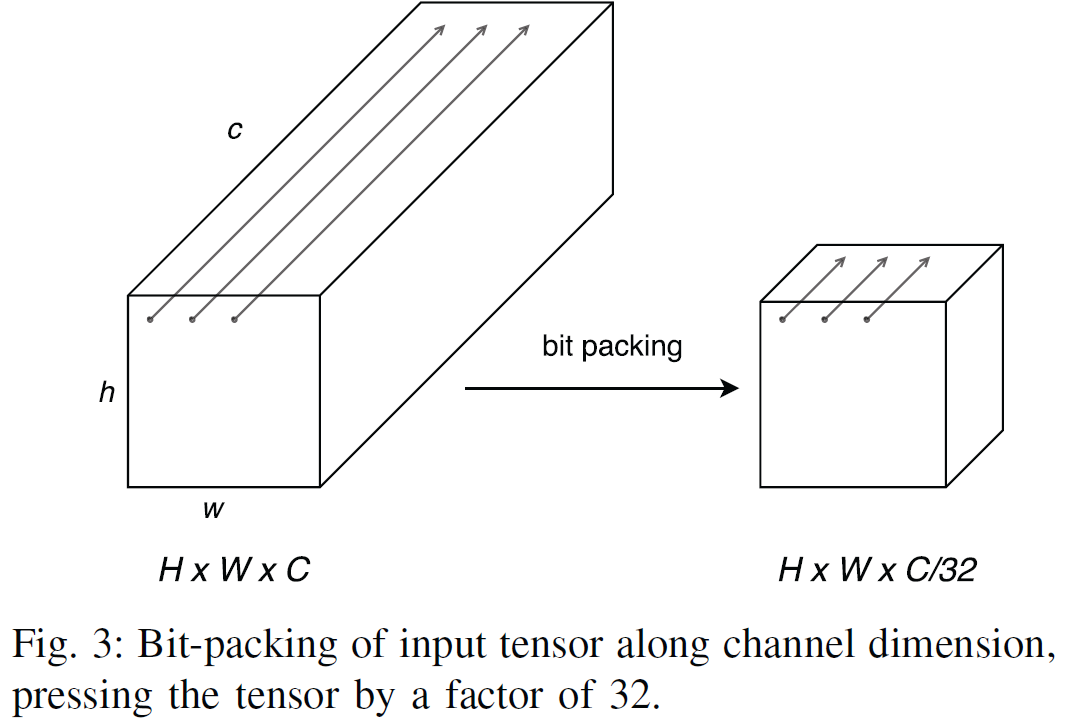 c
h
bit packing
w
H x W x C
H x W x C/32
Fig. 3: Bit-packing of input tensor along channel dimension,
pressing the tensor by a factor of 32.